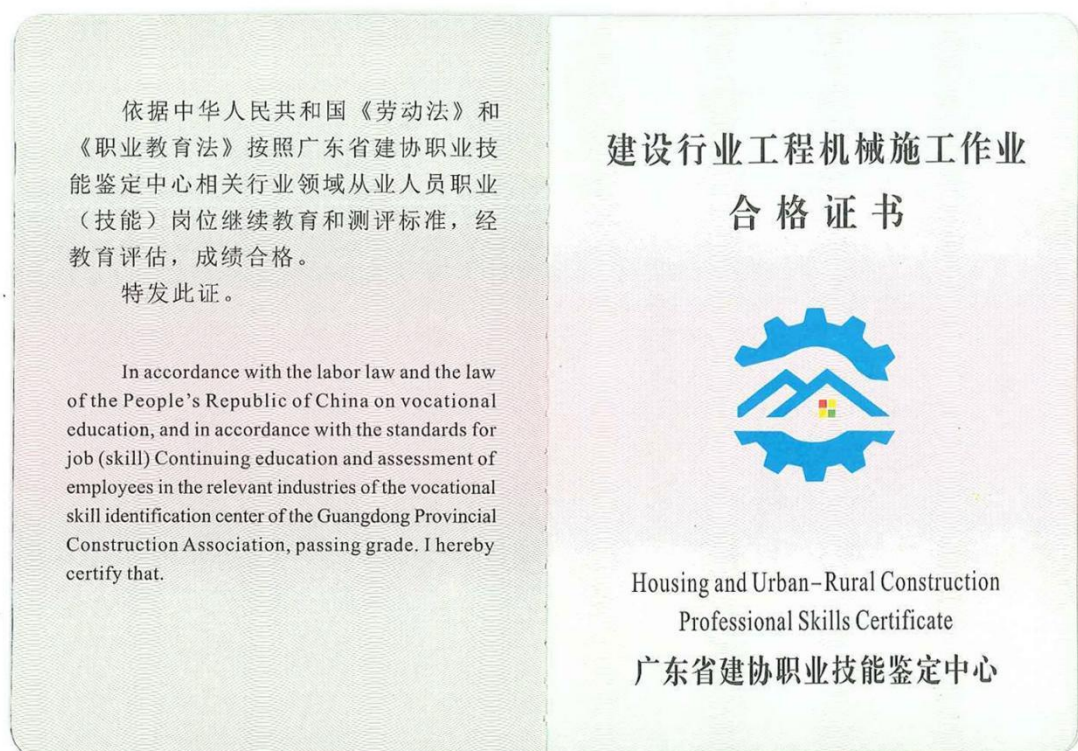 依据中华人民共和国《劳动法》和
《职业教育法》按照广东省建协职业技
能鉴定中心相关行业领域从业人员职业
（技能）岗位继续教育和测评标准，经
教育评估，成绩合格。
特发此证。
In accordance with the labor law and the law
of the People's Republic of China on vocational
education, and in accordance with the standards for
job (skill) Continuing education and assessment of
employees in the relevant industries of the vocational
skill identification center of the Guangdong Provincial
Construction Association, passing grade. I hereby
certify that.
建设行业工程机械施工作业
合格证书
Housing and Urban-Rural Construction
Professional Skills Certificate
广东省建协职业技能鉴定中心